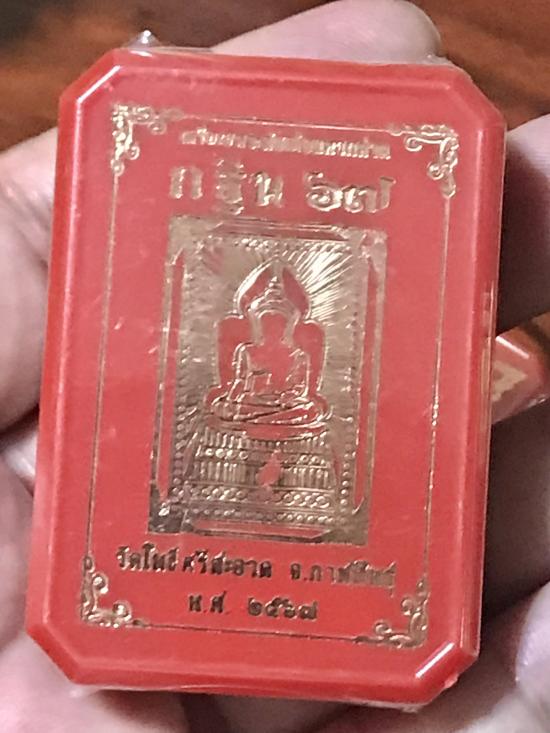 กฐิน ๖๗
วัดโพธิ์ศรีสะอาด จ.กาฬสินธุ์
พ.ศ. ๒๕๖๗